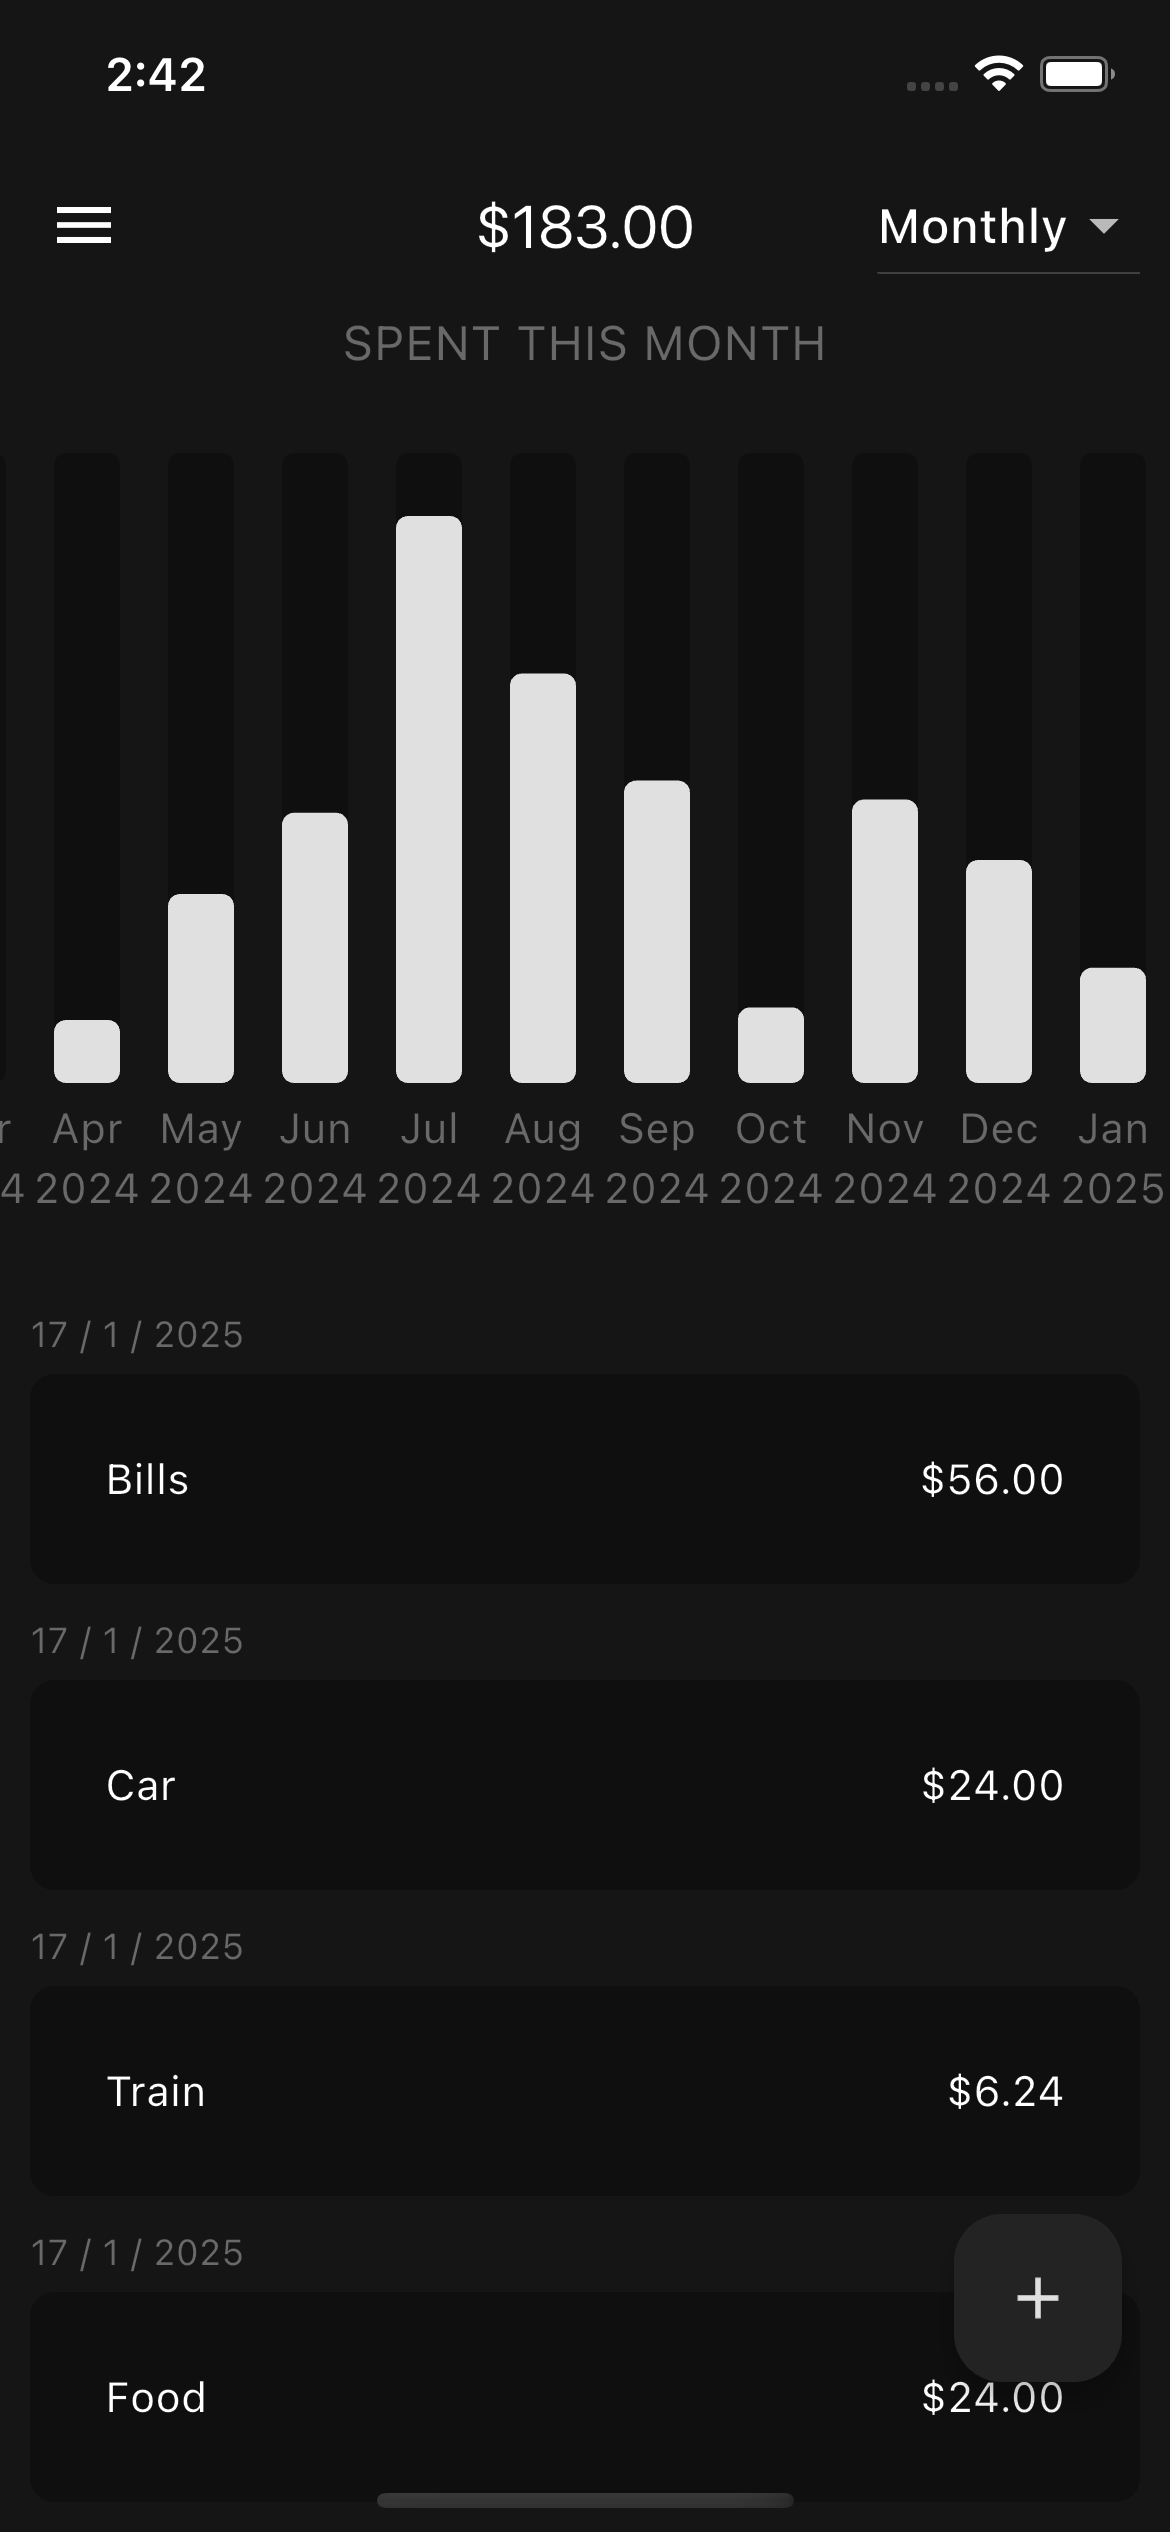 2:42
$183.00 Monthly
SPENT THIS MONTH
r Apr May Jun Jul Aug Sep Oct Nov Dec Jan
4 2024 2024 2024 2024 2024 2024 2024 2024 2024 2025
17 / 1 / 2025
Bills $56.00
17 / 1 / 2025
Car $24.00
17 / 1 / 2025
Train $6.24
17 / 1 / 2025
+
Food $24.00